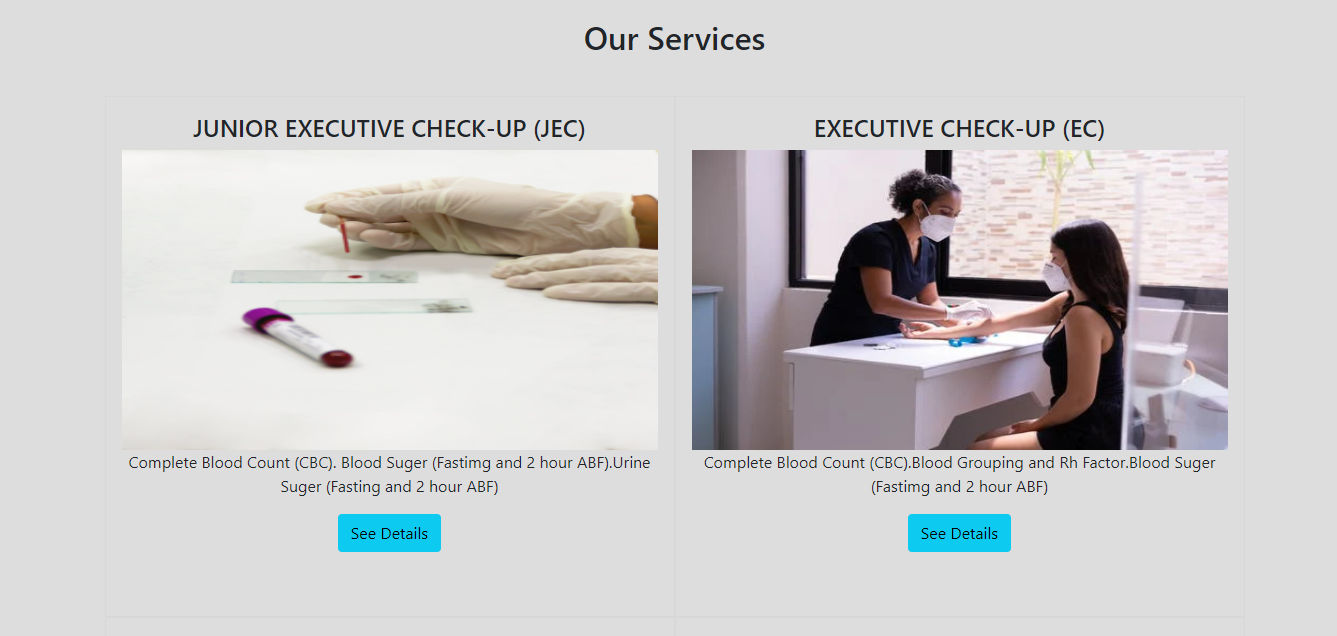 Our Services
JUNIOR EXECUTIVE CHECK-UP (JEC)
Complete Blood Count (CBC). Blood Suger (Fastimg and 2 hour ABF).Urine
Suger (Fasting and 2 hour ABF)
See Details
EXECUTIVE CHECK-UP (EC)
Complete Blood Count (CBC).Blood Grouping and Rh Factor.Blood Suger
(Fastimg and 2 hour ABF)
See Details